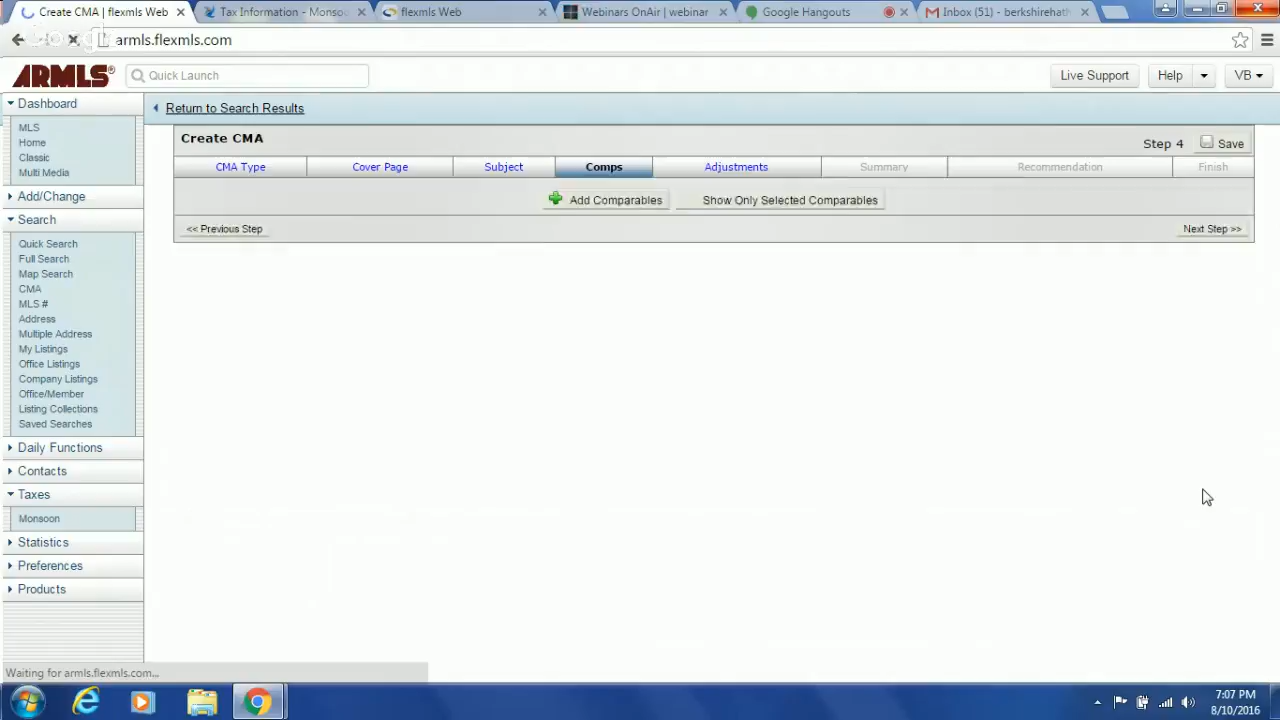 Create CMA | flexmls Web
Tax Information - Monsoo
flexmls Web
Webinars OnAir | webinar
Google Hangouts
Inbox (51) - berkshirehath
armls.flexmls.com
ARMLS®
Quick Launch
Live Support
Help
VB
Dashboard
MLS
Home
Classic
Multi Media
Add/Change
Search
Quick Search
Full Search
Map Search
CMA
MLS #
Address
Multiple Address
My Listings
Office Listings
Company Listings
Office/Member
Listing Collections
Saved Searches
Daily Functions
Contacts
Taxes
Monsoon
Statistics
Preferences
Products
Return to Search Results
Create CMA
Step 4
Save
CMA Type
Cover Page
Subject
Comps
Adjustments
Summary
Recommendation
Finish
Add Comparables
Show Only Selected Comparables
<< Previous Step
Next Step >>
Waiting for armls.flexmls.com...
7:07 PM
8/10/2016